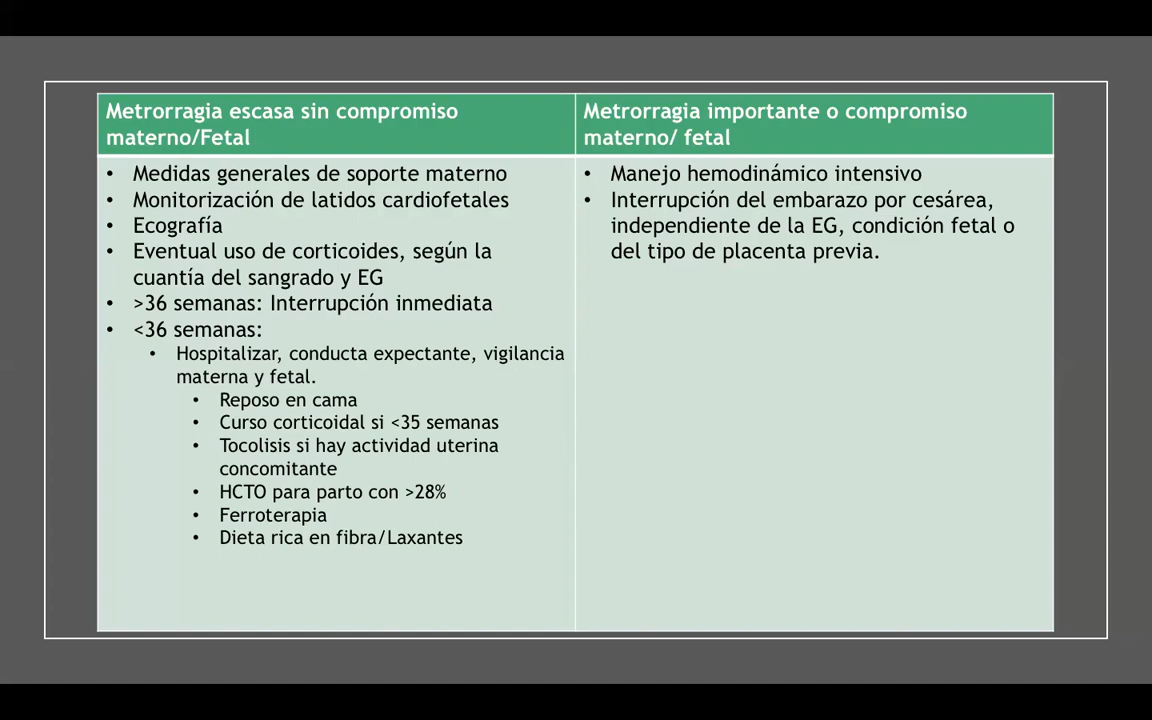 Metrorragia escasa sin compromiso
materno/Fetal
• Medidas generales de soporte materno
• Monitorización de latidos cardiofetales
• Ecografía
• Eventual uso de corticoides, según la
cuantía del sangrado y EG
• >36 semanas: Interrupción inmediata
• <36 semanas:
• Hospitalizar, conducta expectante, vigilancia
materna y fetal.
• Reposo en cama
• Curso corticoidal si <35 semanas
• Tocolisis si hay actividad uterina
concomitante
• HCTO para parto con >28%
• Ferroterapia
• Dieta rica en fibra/Laxantes
Metrorragia importante o compromiso
materno/ fetal
• Manejo hemodinámico intensivo
• Interrupción del embarazo por cesárea,
independiente de la EG, condición fetal o
del tipo de placenta previa.